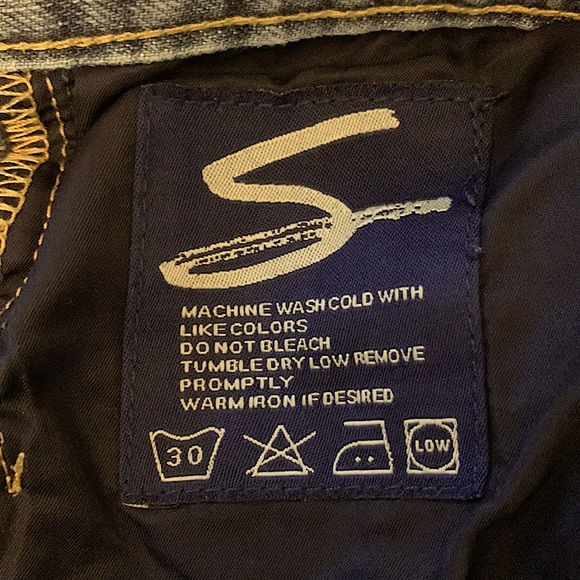 S
MACHINE WASH COLD WITH
LIKE COLORS
DO NOT BLEACH
TUMBLE DRY LOW REMOVE
PROMPTLY
WARM IRON IF DESIRED
30 LOW